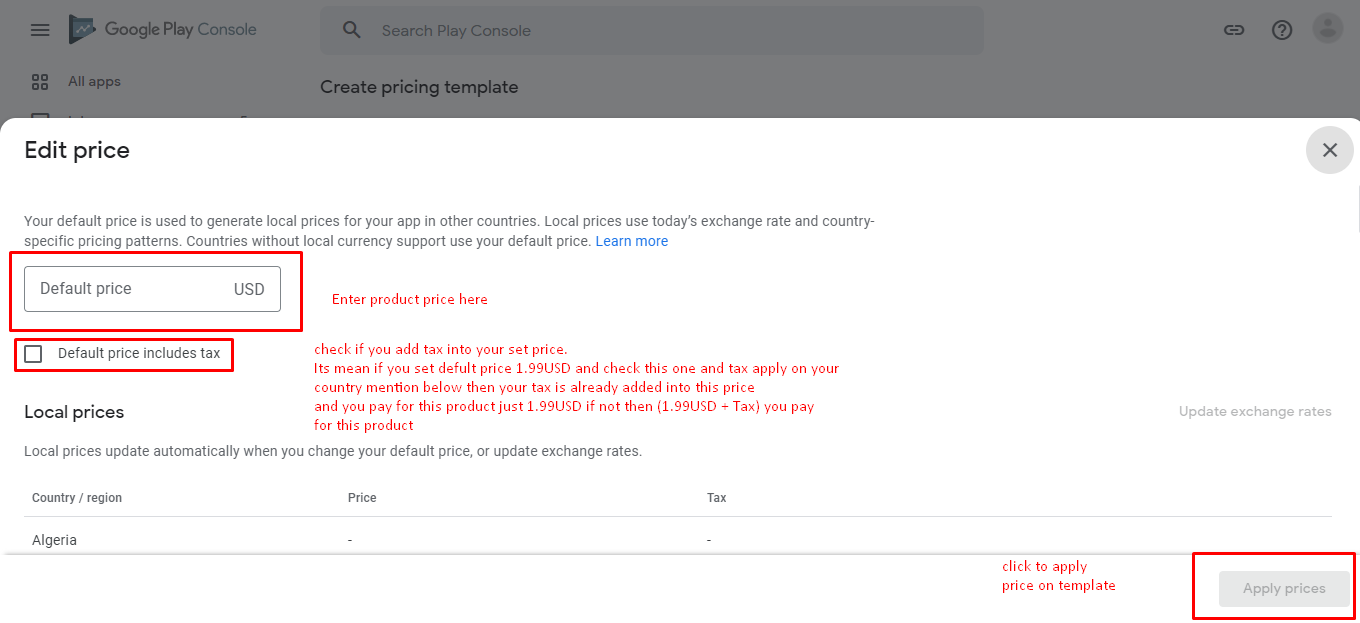 Google Play Console
Search Play Console
All apps
Create pricing template
Edit price
Your default price is used to generate local prices for your app in other countries. Local prices use today's exchange rate and country-
specific pricing patterns. Countries without local currency support use your default price. Learn more
Default price USD
Enter product price here
Default price includes tax
check if you add tax into your set price.
Its mean if you set defult price 1.99USD and check this one and tax apply on your
country mention below then your tax is already added into this price
and you pay for this product just 1.99USD if not then (1.99USD + Tax) you pay
for this product
Local prices
Update exchange rates
Local prices update automatically when you change your default price, or update exchange rates.
Country / region Price Tax
Algeria - -
click to apply
price on template
Apply prices